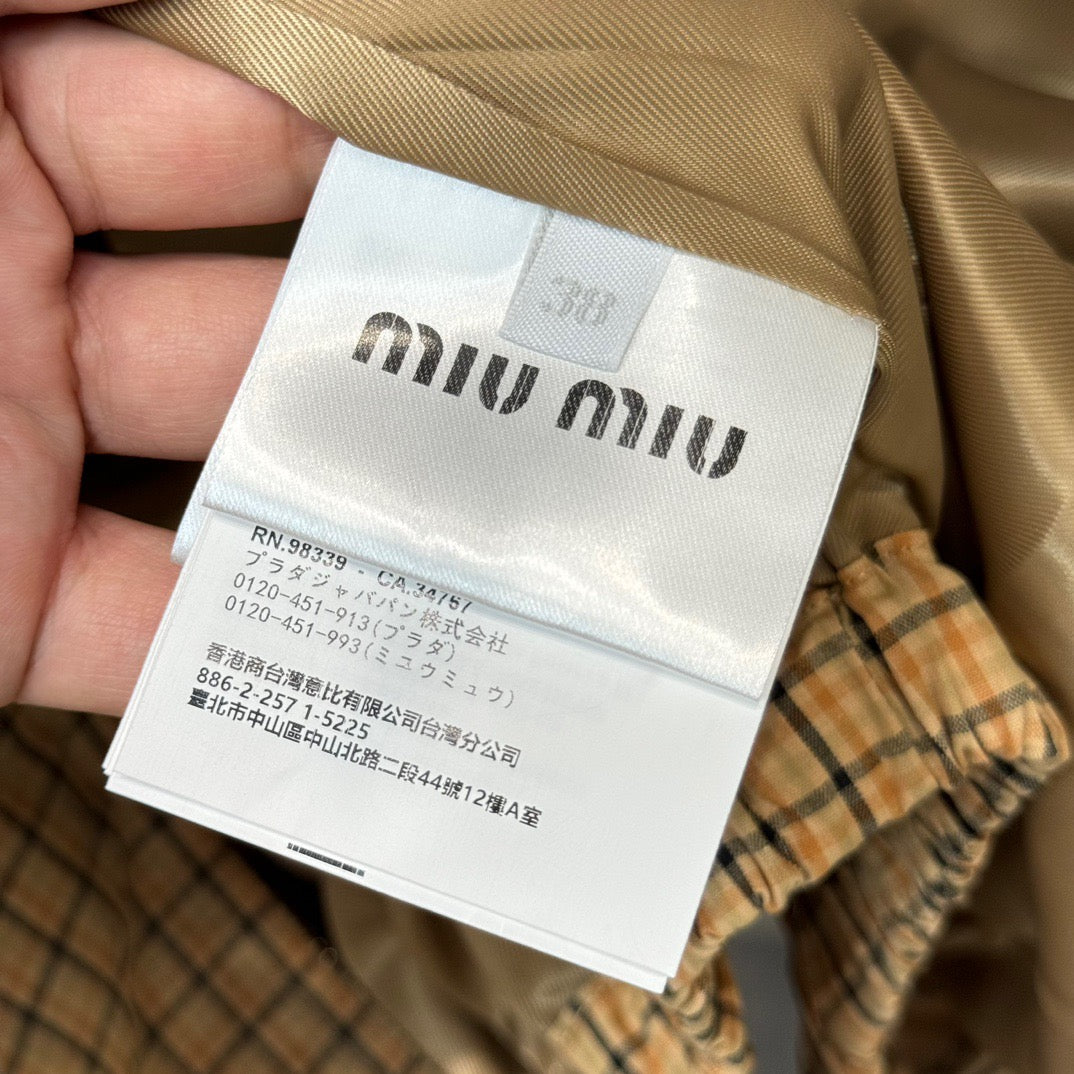 38
miu miu
RN.98339 - CA.34757
プラダジャババン株式会社
0120-451-913(プラダ)
0120-451-993(ミュウミュウ)
香港商台灣意比有限公司台灣分公司
886-2-257 1-5225
臺北市中山區中山北路二段44號12樓A室